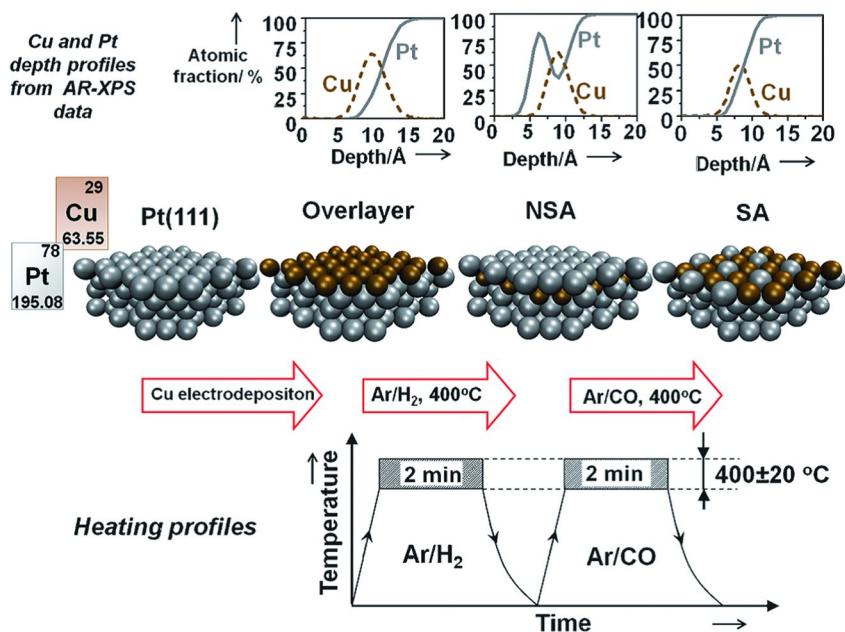 Cu and Pt
depth profiles
from AR-XPS
data
Atomic
fraction/ %
100
75
50
25
0
Cu
Pt
0 5 10 15 20
Depth/Å
100
75
50
25
0
Pt
Cu
0 5 10 15 20
Depth/Å
100
75
50
25
0
Pt
Cu
0 5 10 15 20
Depth/Å
29
Cu
63.55
78
Pt
195.08
Pt(111)
Overlayer
NSA
SA
Cu electrodepositon
Ar/H₂, 400°C
Ar/CO, 400°C
Heating profiles
Temperature
2 min
2 min
400±20 °C
Ar/H₂
Ar/CO
Time